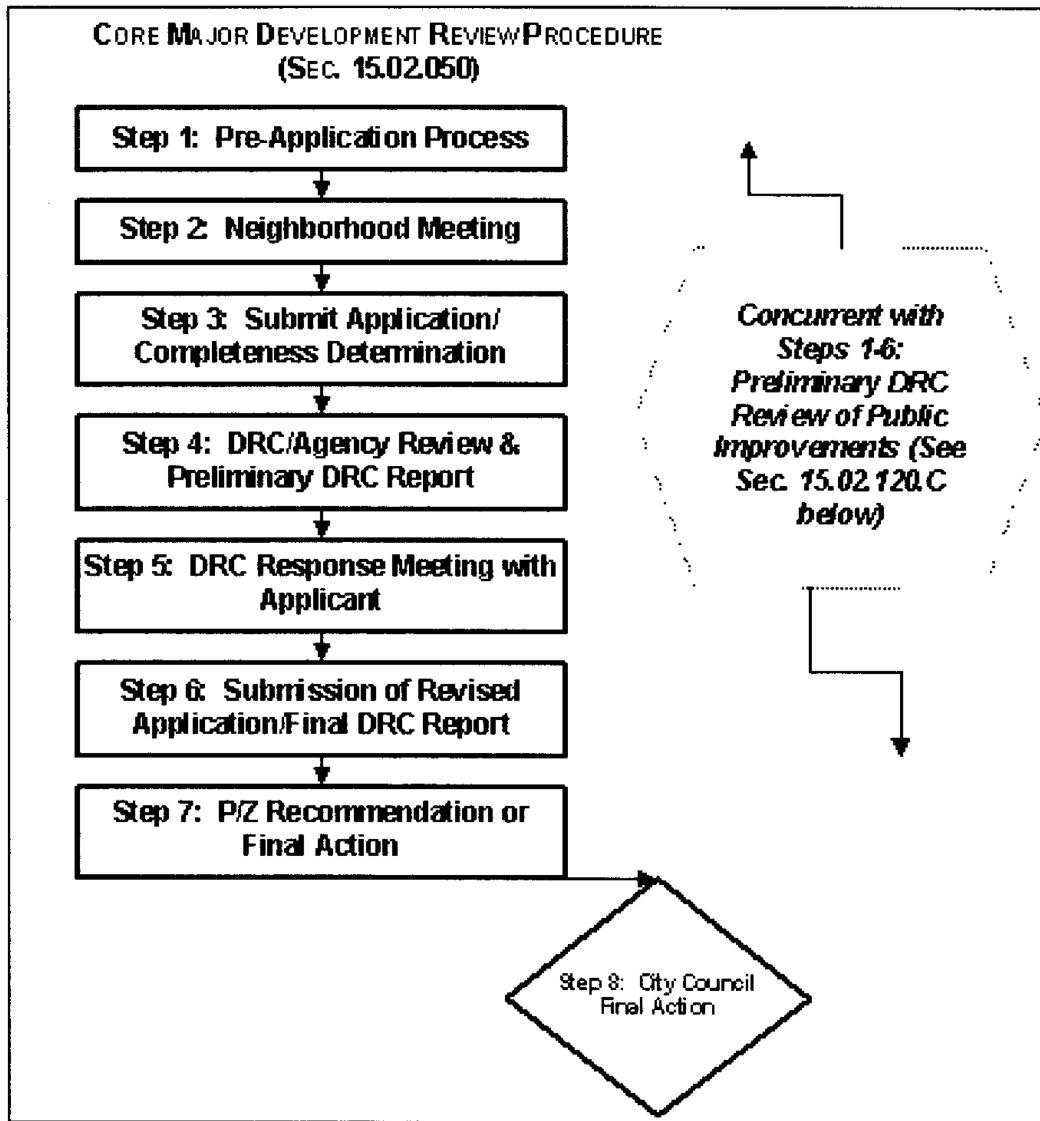 CORE MAJOR DEVELOPMENT REVIEW PROCEDURE
(SEC. 15.02.050)
Step 1: Pre-Application Process
Step 2: Neighborhood Meeting
Step 3: Submit Application/
Completeness Determination
Step 4: DRC/Agency Review &
Preliminary DRC Report
Step 5: DRC Response Meeting with
Applicant
Step 6: Submission of Revised
Application/Final DRC Report
Step 7: P/Z Recommendation or
Final Action
Step 8: City Council
Final Action
Concurrent with
Steps 1-6:
Preliminary DRC
Review of Public
Improvements (See
Sec. 15.02.120.C
below)